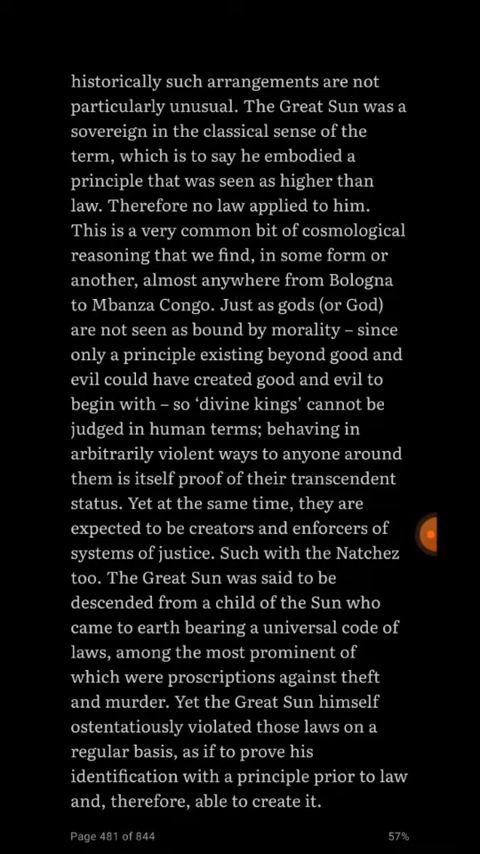 historically such arrangements are not
particularly unusual. The Great Sun was a
sovereign in the classical sense of the
term, which is to say he embodied a
principle that was seen as higher than
law. Therefore no law applied to him.
This is a very common bit of cosmological
reasoning that we find, in some form or
another, almost anywhere from Bologna
to Mbanza Congo. Just as gods (or God)
are not seen as bound by morality – since
only a principle existing beyond good and
evil could have created good and evil to
begin with – so ‘divine kings’ cannot be
judged in human terms; behaving in
arbitrarily violent ways to anyone around
them is itself proof of their transcendent
status. Yet at the same time, they are
expected to be creators and enforcers of
systems of justice. Such with the Natchez
too. The Great Sun was said to be
descended from a child of the Sun who
came to earth bearing a universal code of
laws, among the most prominent of
which were proscriptions against theft
and murder. Yet the Great Sun himself
ostentatiously violated those laws on a
regular basis, as if to prove his
identification with a principle prior to law
and, therefore, able to create it.
Page 481 of 844 57%